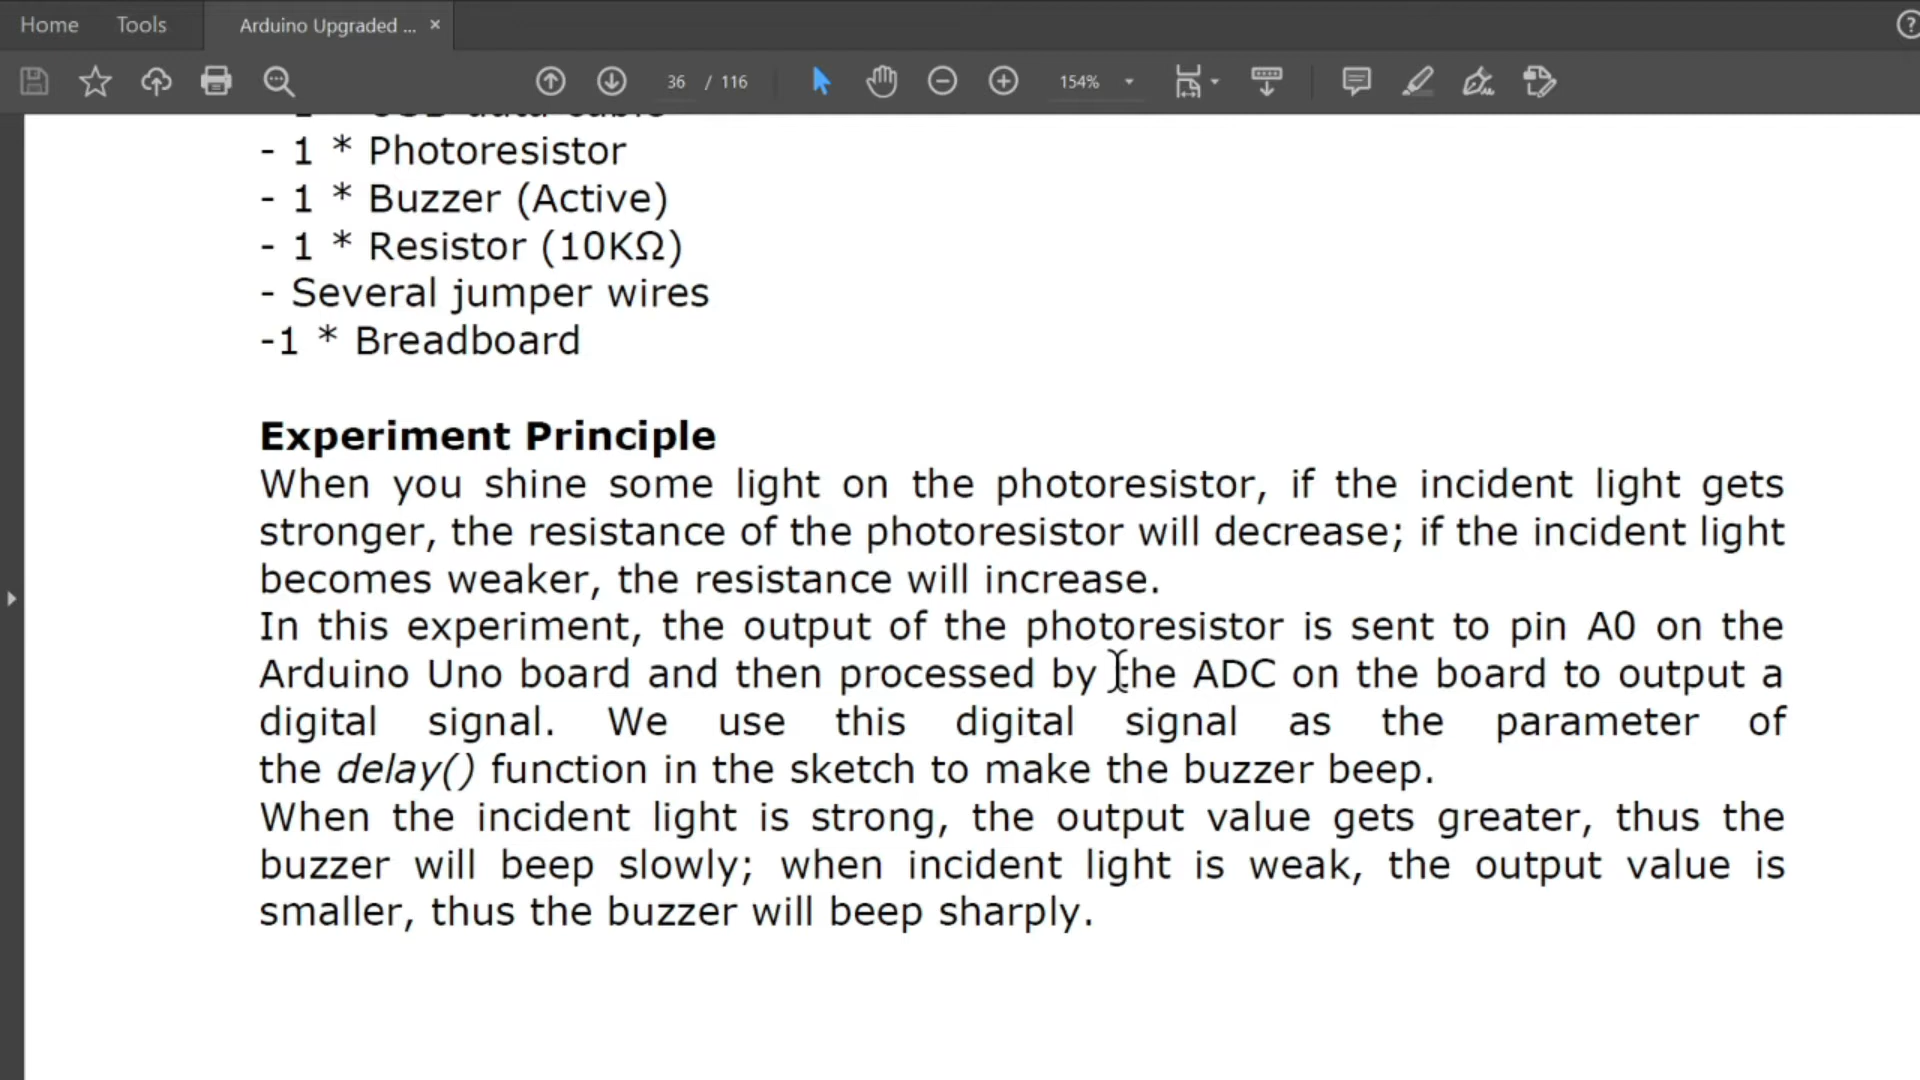 Home Tools Arduino Upgraded ...
36 / 116 154%
- 1 * Photoresistor
- 1 * Buzzer (Active)
- 1 * Resistor (10KΩ)
- Several jumper wires
-1 * Breadboard
Experiment Principle
When you shine some light on the photoresistor, if the incident light gets
stronger, the resistance of the photoresistor will decrease; if the incident light
becomes weaker, the resistance will increase.
In this experiment, the output of the photoresistor is sent to pin A0 on the
Arduino Uno board and then processed by the ADC on the board to output a
digital signal. We use this digital signal as the parameter of
the delay() function in the sketch to make the buzzer beep.
When the incident light is strong, the output value gets greater, thus the
buzzer will beep slowly; when incident light is weak, the output value is
smaller, thus the buzzer will beep sharply.